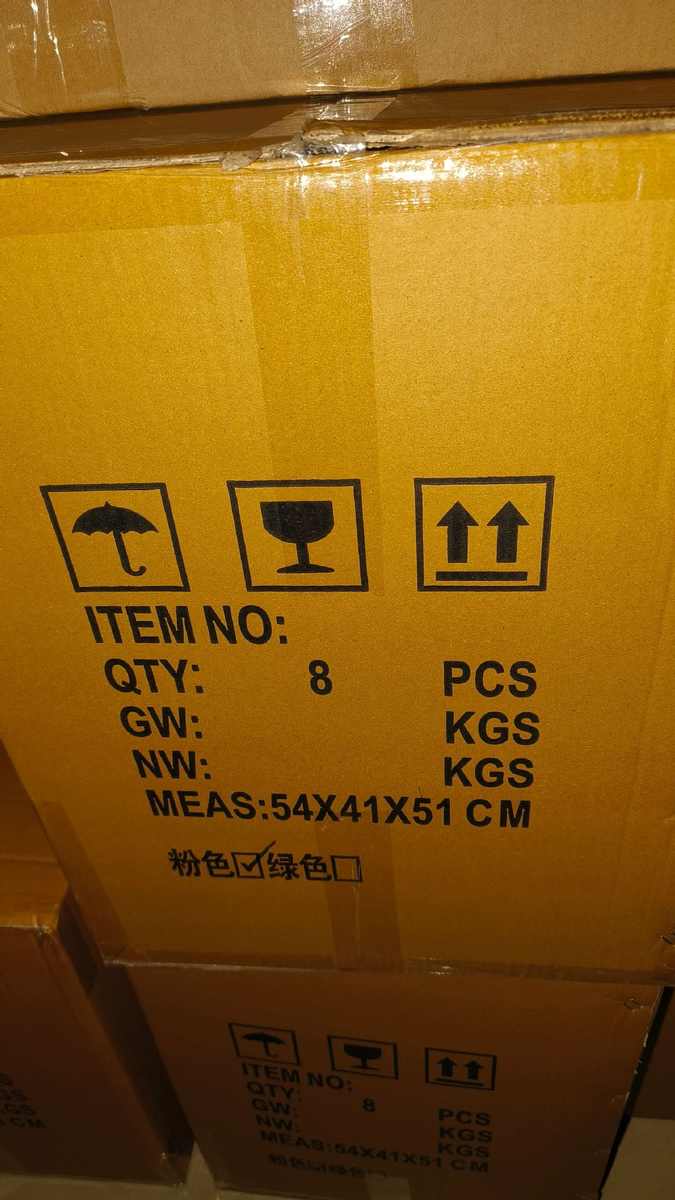 ITEM NO:
QTY: 8 PCS
GW: KGS
NW: KGS
MEAS:54X41X51 CM
粉色☑绿色☐
ITEM NO:
QTY: 8 PCS
GW: KGS
NW: KGS
MEAS:54X41X51 CM